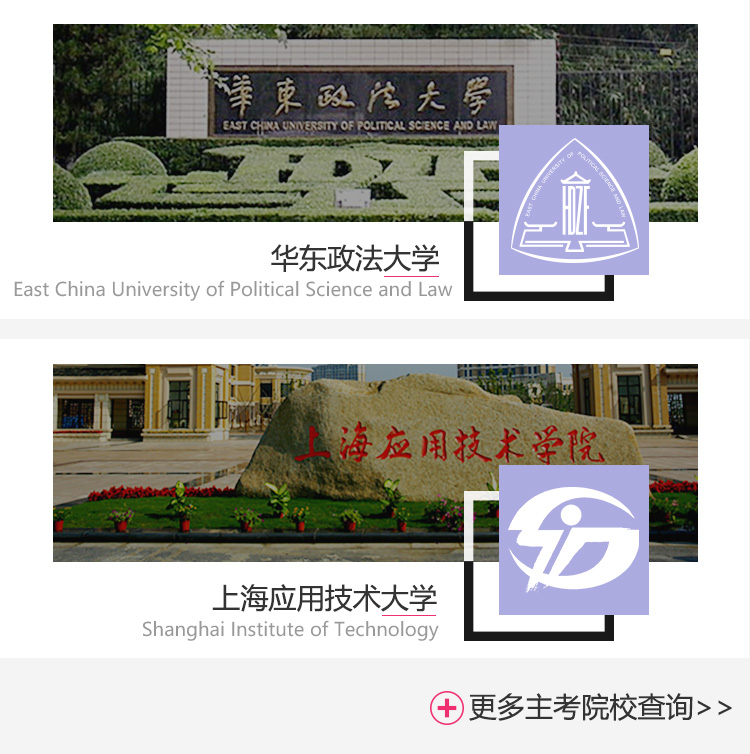 華東政法大學
EAST CHINA UNIVERSITY OF POLITICAL SCIENCE AND LAW
EAST CHINA UNIVERSITY OF POLITICAL SCIENCE AND LAW
华东政法大学
East China University of Political Science and Law
上海应用技术学院
上海应用技术大学
Shanghai Institute of Technology
更多主考院校查询>>